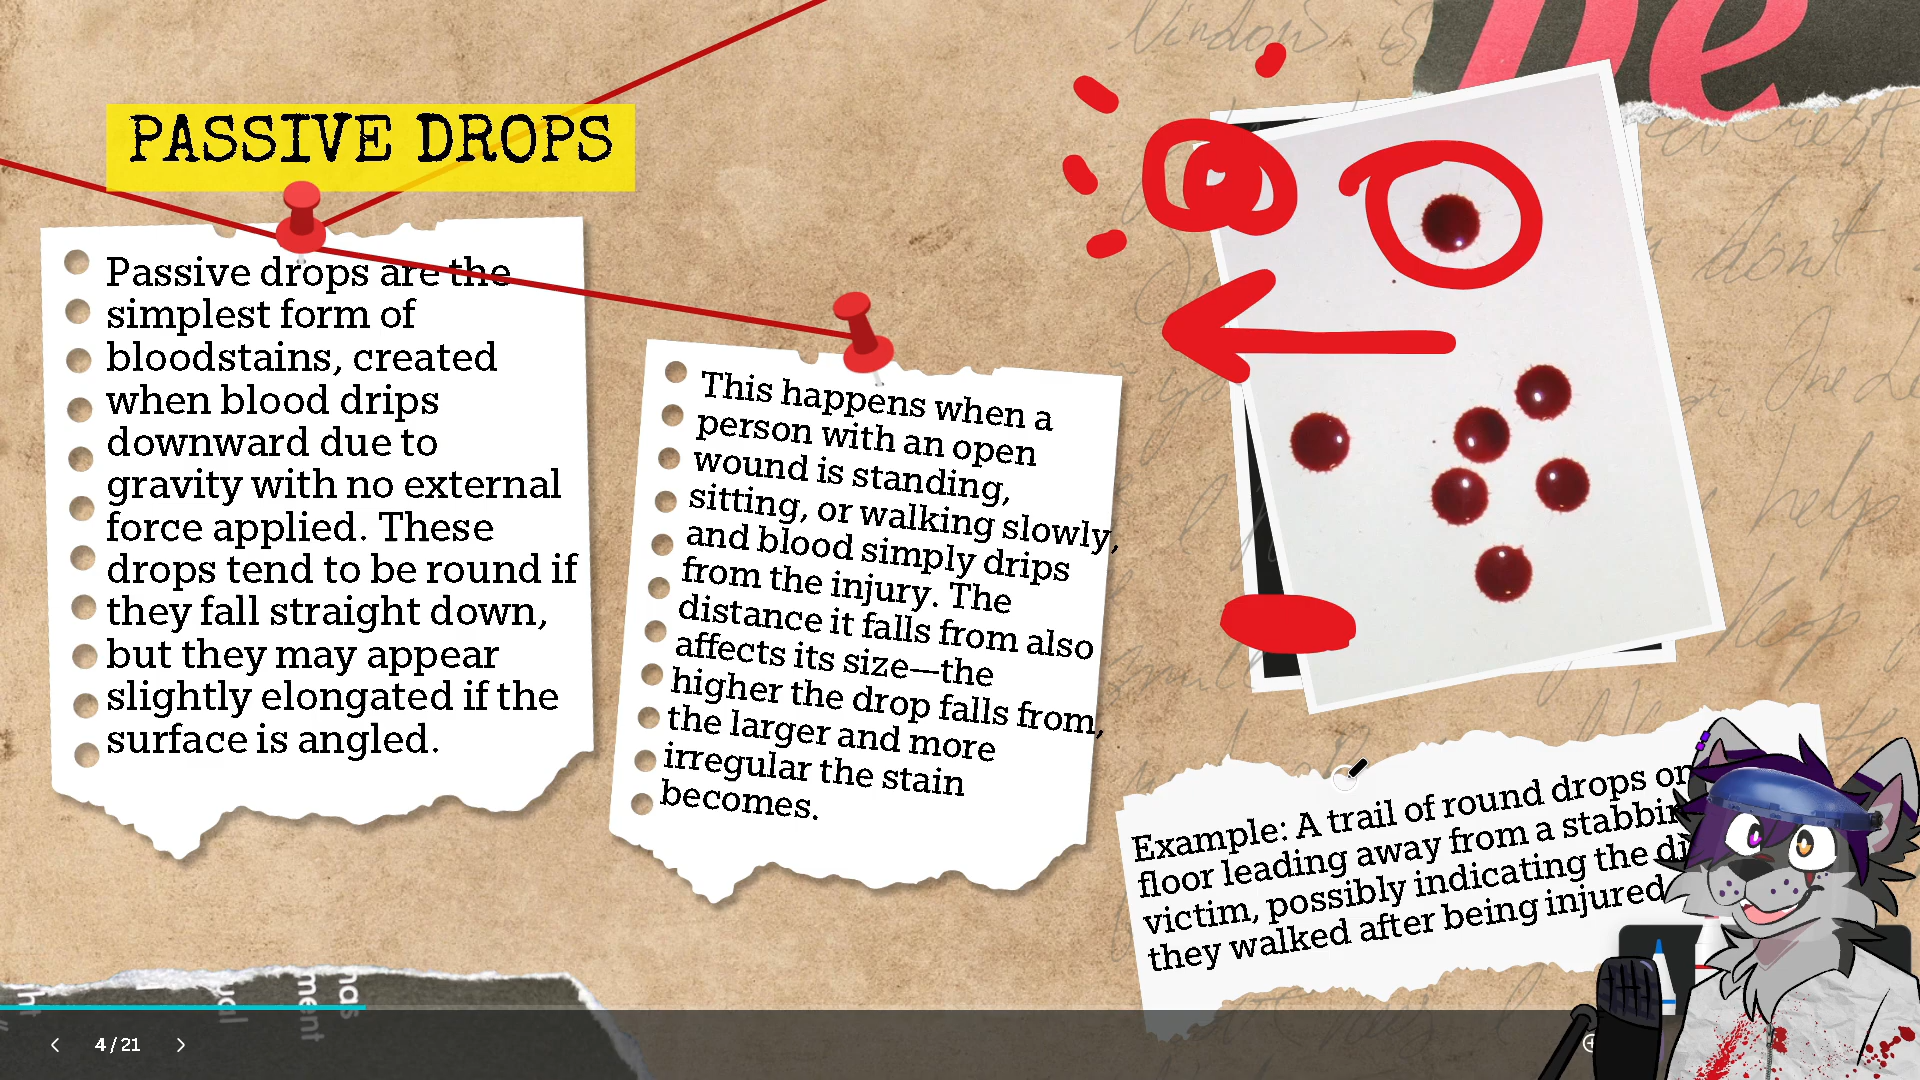 PASSIVE DROPS
Passive drops are the
simplest form of
bloodstains, created
when blood drips
downward due to
gravity with no external
force applied. These
drops tend to be round if
they fall straight down,
but they may appear
slightly elongated if the
surface is angled.
This happens when a
person with an open
wound is standing,
sitting, or walking slowly,
and blood simply drips
from the injury. The
distance it falls from also
affects its size—the
higher the drop falls from,
the larger and more
irregular the stain
becomes.
Example: A trail of round drops on
floor leading away from a
victim, possibly indicating the
they walked after being injured
4 / 21